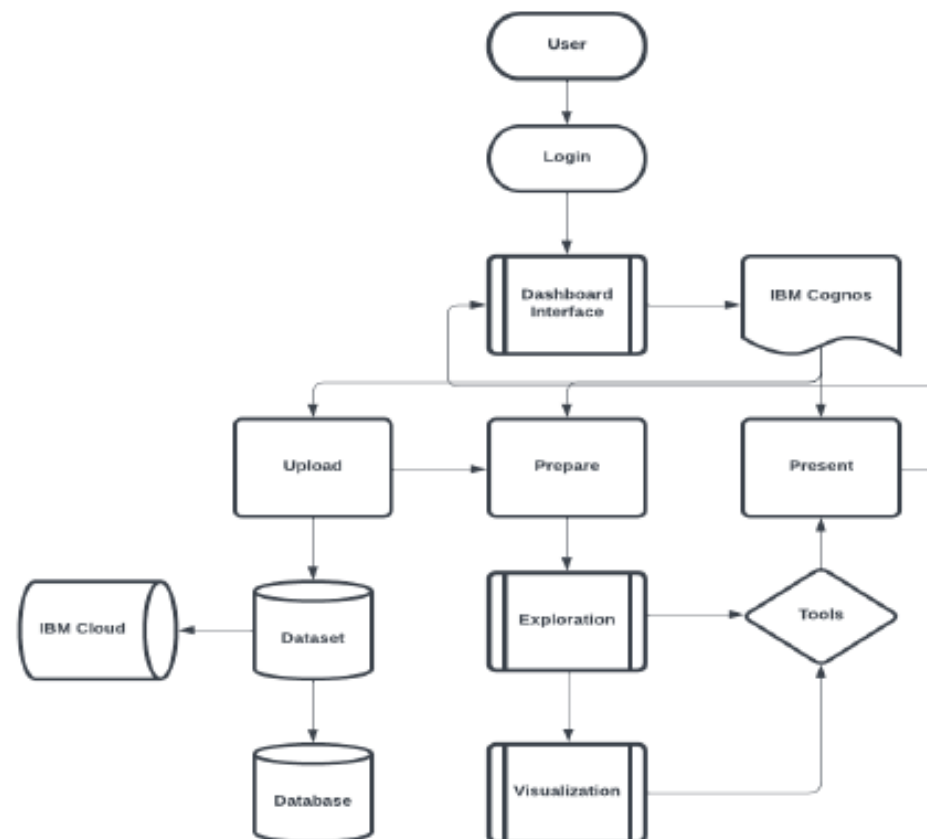 User
Login
Dashboard
Interface
IBM Cognos
Upload
Prepare
Present
IBM Cloud
Dataset
Exploration
Tools
Database
Visualization